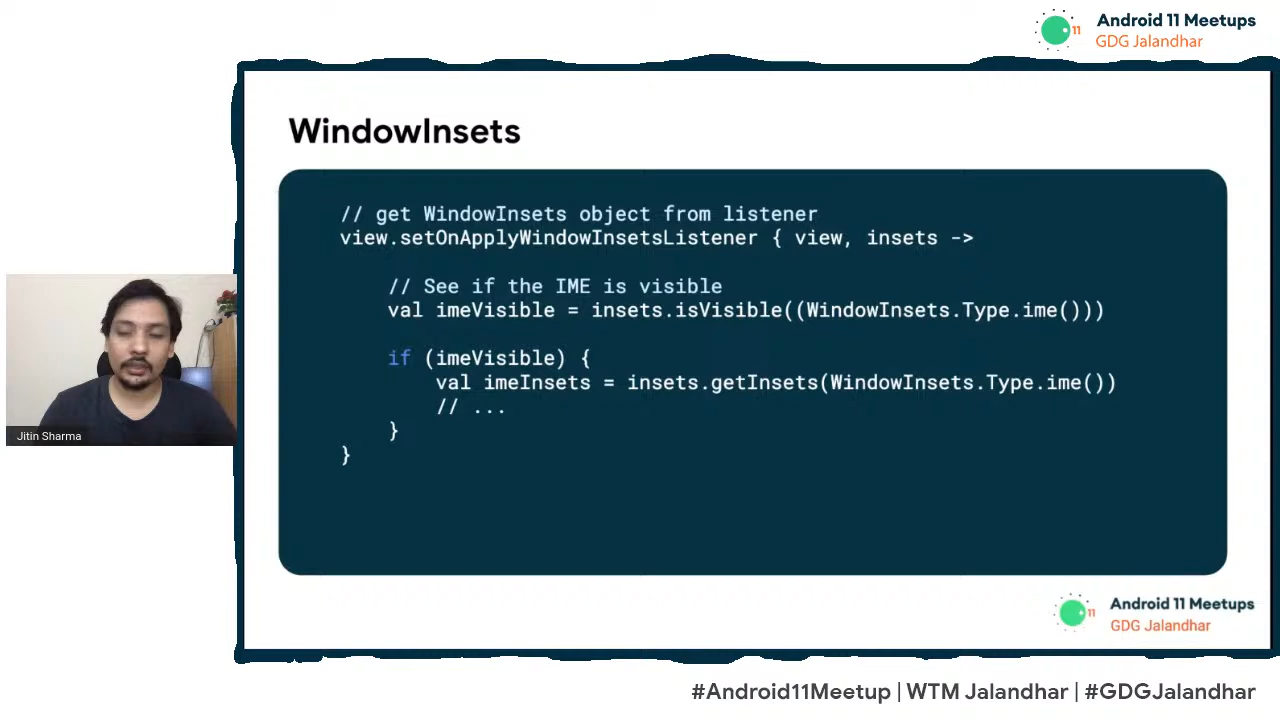 Android 11 Meetups
11
GDG Jalandhar
WindowInsets
// get WindowInsets object from listener
view.setOnApplyWindowInsetsListener { view, insets ->
// See if the IME is visible
val imeVisible = insets.isVisible((WindowInsets.Type.ime()))
if (imeVisible) {
val imeInsets = insets.getInsets(WindowInsets.Type.ime())
// ...
}
}
Jitin Sharma
Android 11 Meetups
11
GDG Jalandhar
#Android11Meetup | WTM Jalandhar | #GDGJalandhar